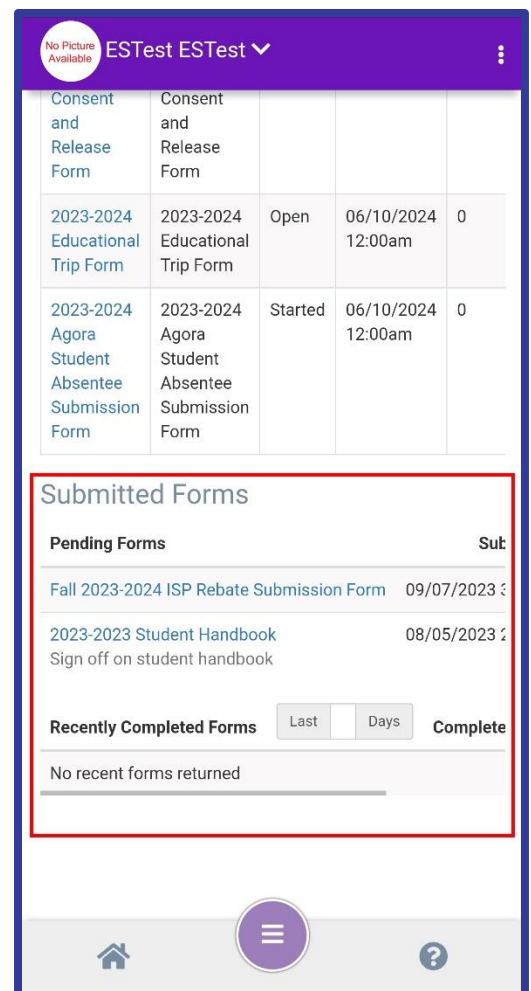 No Picture
Available
ESTest ESTest
Consent and Release Form
Consent and Release Form
2023-2024 Educational Trip Form
2023-2024 Educational Trip Form
Open
06/10/2024 12:00am
0
2023-2024 Agora Student Absentee Submission Form
2023-2024 Agora Student Absentee Submission Form
Started
06/10/2024 12:00am
0
Submitted Forms
Pending Forms Sub
Fall 2023-2024 ISP Rebate Submission Form 09/07/2023 3
2023-2023 Student Handbook 08/05/2023 2
Sign off on student handbook
Recently Completed Forms Last Days Complete
No recent forms returned